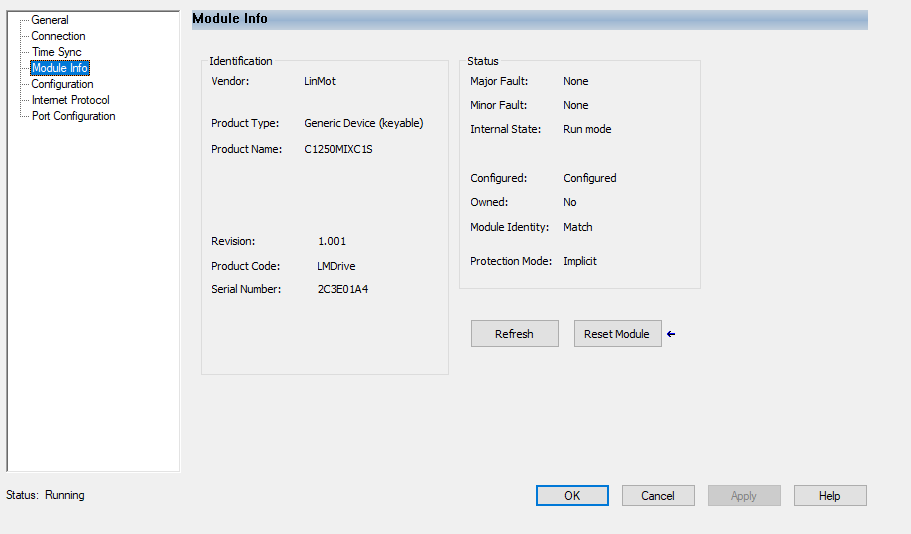 General
Connection
Time Sync
Module Info
Configuration
Internet Protocol
Port Configuration
Module Info
Identification
Vendor: LinMot
Product Type: Generic Device (keyable)
Product Name: C1250MIXC1S
Revision: 1.001
Product Code: LMDrive
Serial Number: 2C3E01A4
Status
Major Fault: None
Minor Fault: None
Internal State: Run mode
Configured: Configured
Owned: No
Module Identity: Match
Protection Mode: Implicit
Refresh Reset Module ←
Status: Running
OK Cancel Apply Help